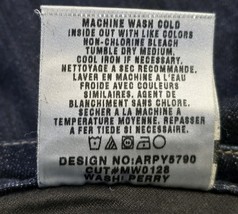 MACHINE WASH COLD
INSIDE OUT WITH LIKE COLORS
NON-CHLORINE BLEACH
TUMBLE DRY MEDIUM,
COOL IRON IF NECESSARY.
NETTOYAGE A SEC RECOMMANDE.
LAVER EN MACHINE A L'EAU
FROIDE AVEC COULEURS
SIMILAIRES. AGENT DE
BLANCHIMENT SANS CHLORE.
SECHER A LA MACHINE A
TEMPERATURE MOYENNE. REPASSER
A FER TIEDE SI NECESSAIRE.
DESIGN NO:ARPY5790
CUT#MW0128
WASH: PERRY